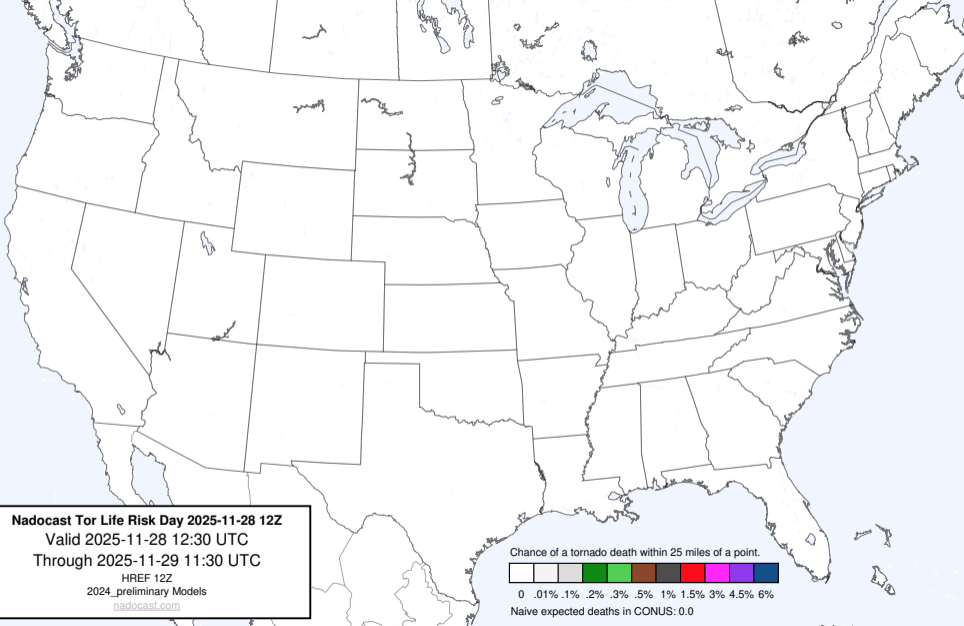 Nadocast Tor Life Risk Day 2025-11-28 12Z
Valid 2025-11-28 12:30 UTC
Through 2025-11-29 11:30 UTC
HREF 12Z
2024_preliminary Models
nadocast.com
Chance of a tornado death within 25 miles of a point.
0 .01% .1% .2% .3% .5% 1% 1.5% 3% 4.5% 6%
Naive expected deaths in CONUS: 0.0